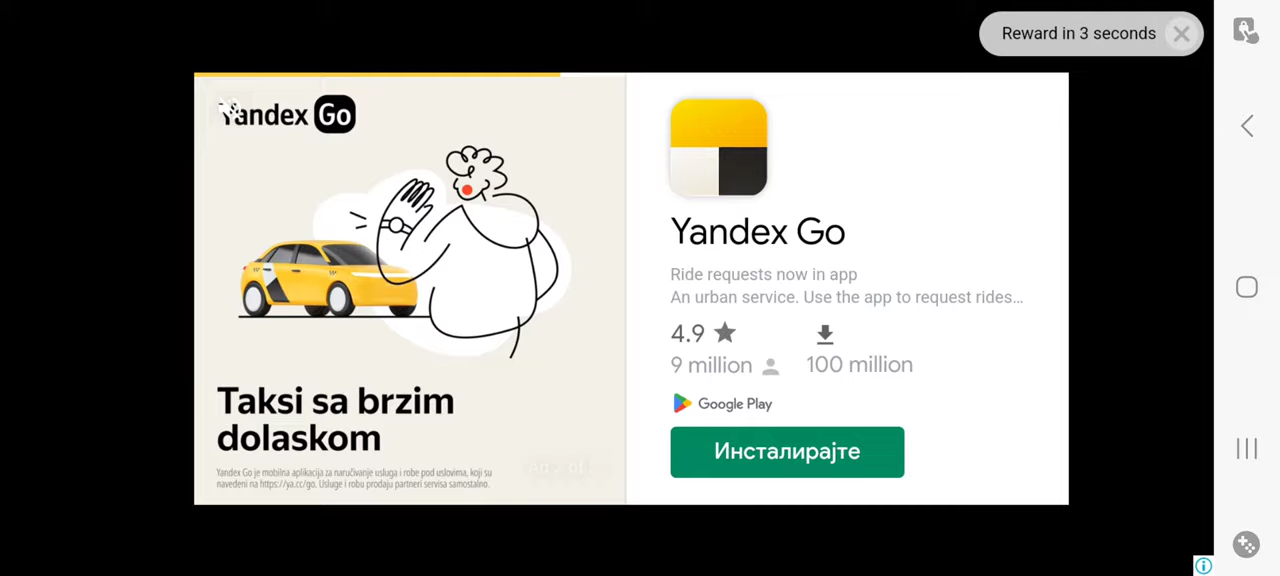 Reward in 3 seconds
Yandex Go
Taksi sa brzim
dolaskom
Yandex Go je mobilna aplikacija za naručivanje usluga i robe pod uslovima, koji su
navedeni na https://ya.cc/go. Usluge i robu prodaju partneri servisa samostalno.
Yandex Go
Ride requests now in app
An urban service. Use the app to request rides…
4.9
9 million
100 million
Google Play
Инсталирајте